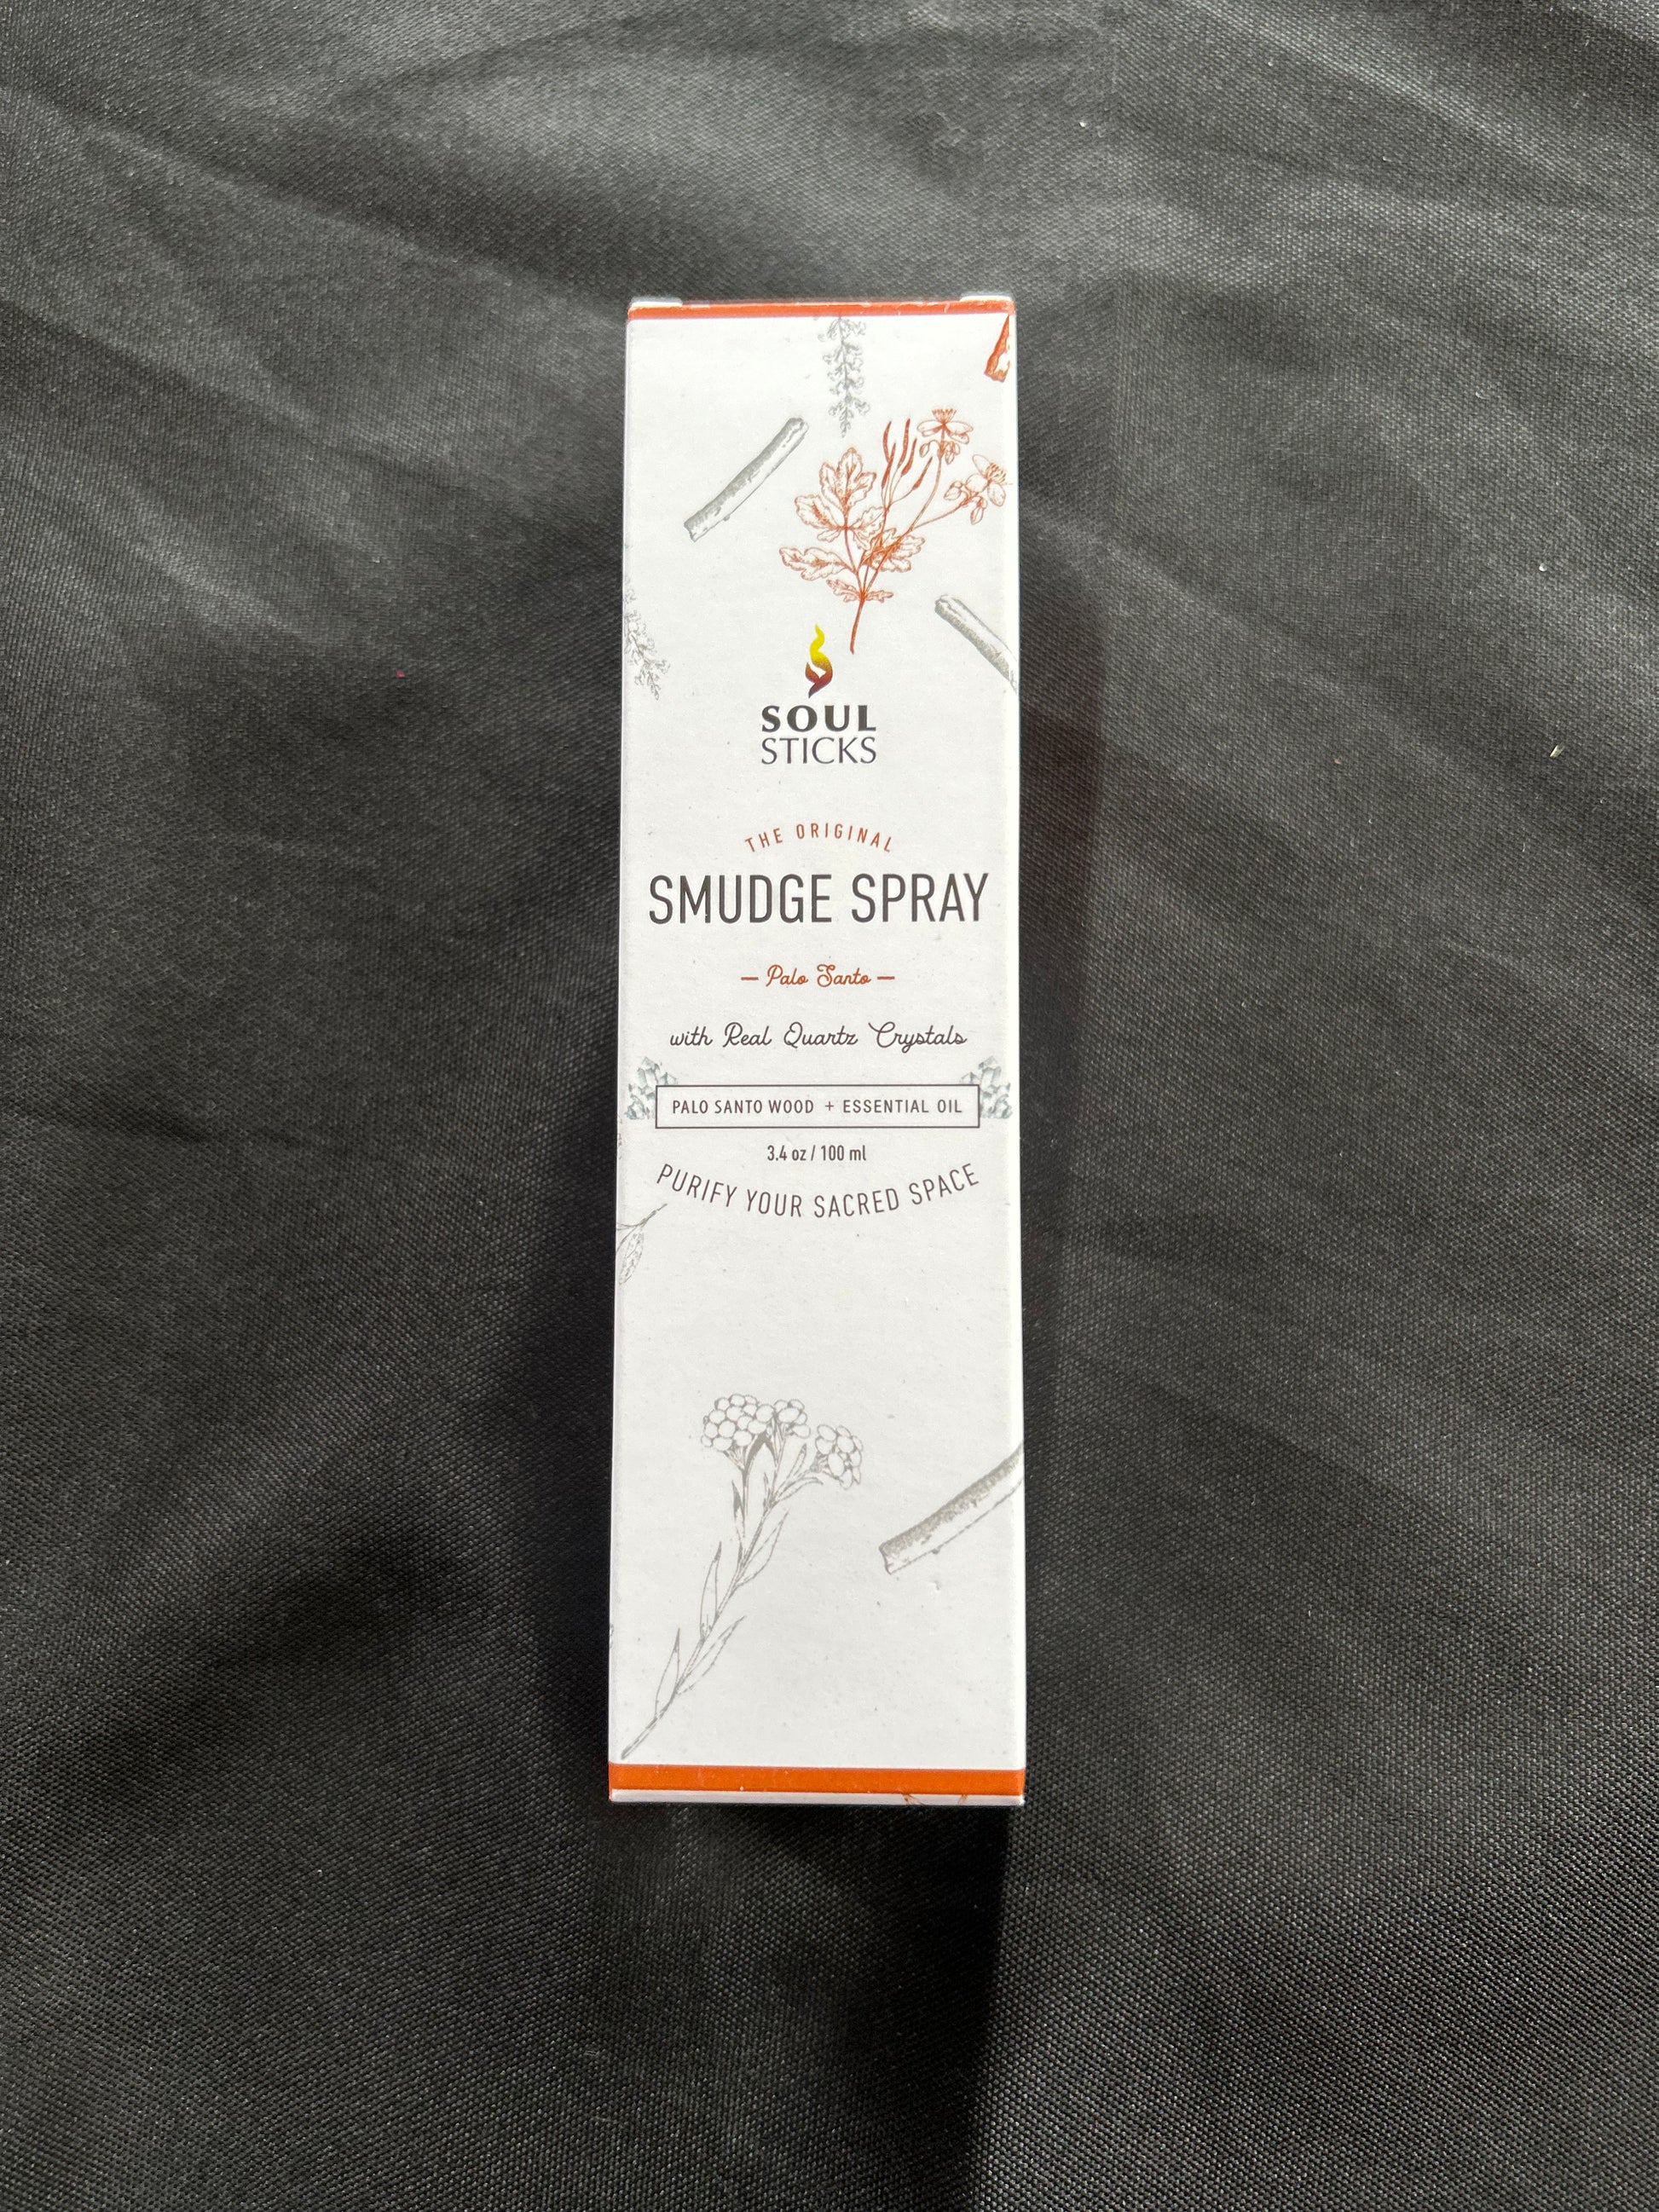 SOUL
STICKS
THE ORIGINAL
SMUDGE SPRAY
— Palo Santo —
with Real Quartz Crystals
PALO SANTO WOOD + ESSENTIAL OIL
3.4 oz / 100 ml
PURIFY YOUR SACRED SPACE